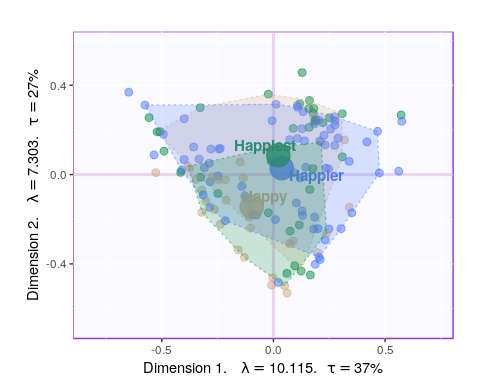 Dimension 2.   λ = 7.303.   τ = 27%
0.4
0.0
-0.4
Happiest
Happier
Happy
-0.5
0.0
0.5
Dimension 1.   λ = 10.115.   τ = 37%